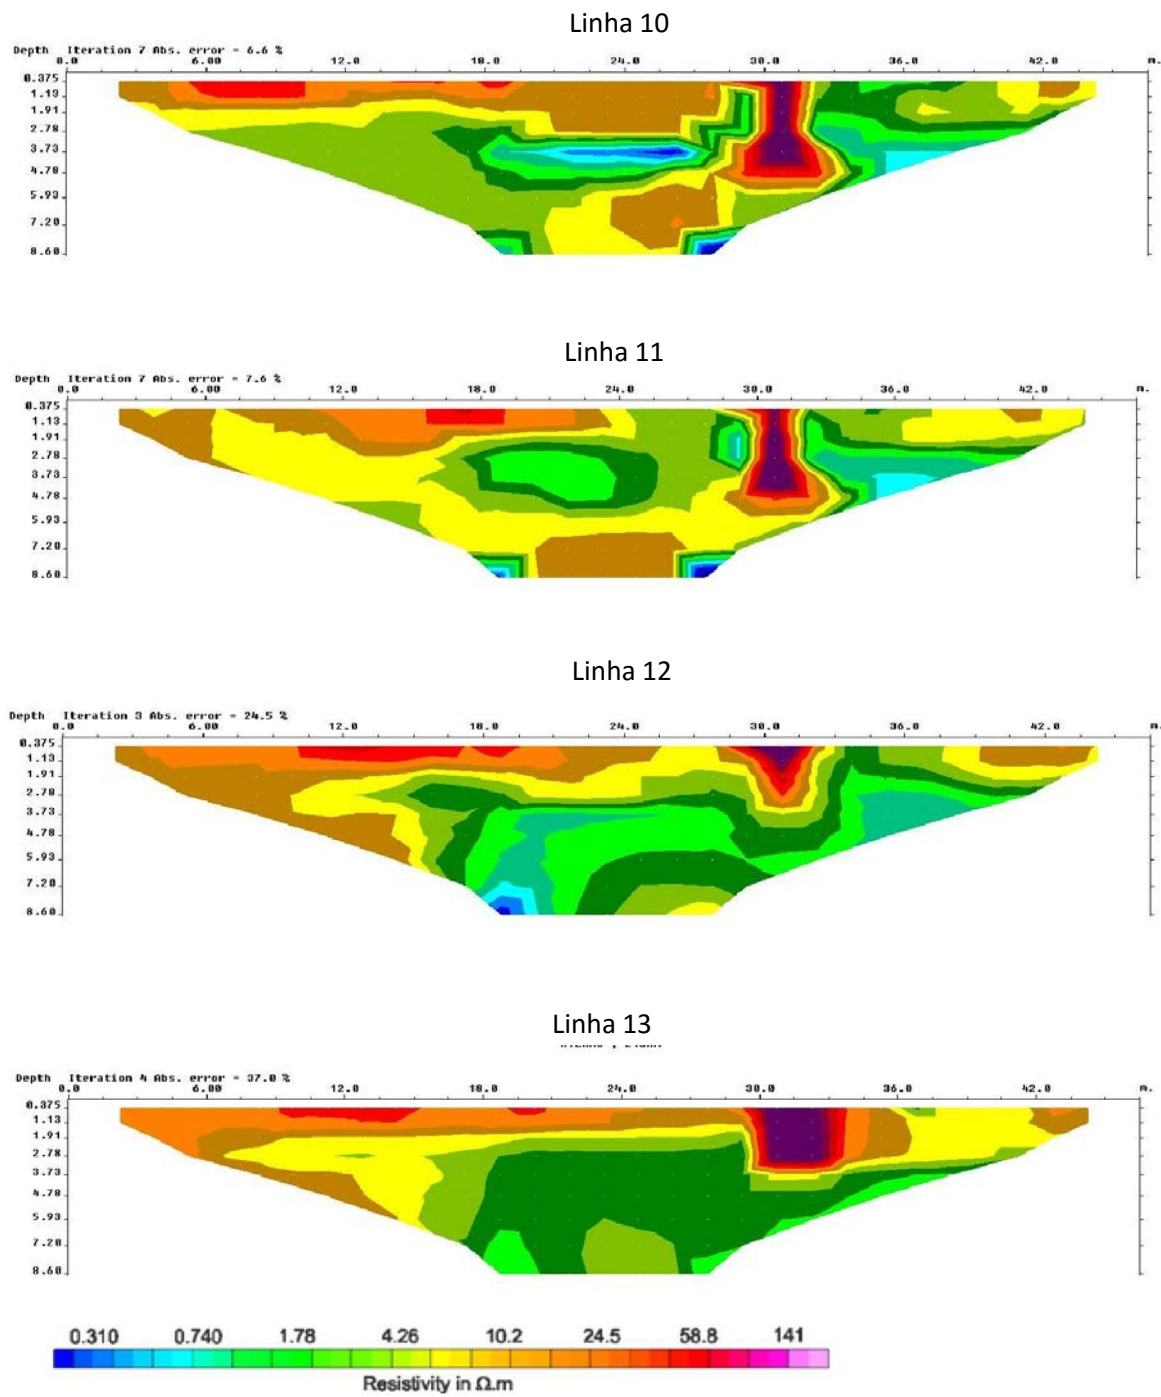 Linha 10
Depth Iteration 7 Abs. error = 6.6 %
0.0 6.00 12.0 18.0 24.0 30.0 36.0 42.0 m.
0.375
1.13
1.91
2.78
3.73
4.78
5.93
7.20
8.60
Linha 11
Depth Iteration 7 Abs. error = 7.6 %
0.0 6.00 12.0 18.0 24.0 30.0 36.0 42.0 m.
0.375
1.13
1.91
2.78
3.73
4.78
5.93
7.20
8.60
Linha 12
Depth Iteration 3 Abs. error = 24.5 %
0.0 6.00 12.0 18.0 24.0 30.0 36.0 42.0 m.
0.375
1.13
1.91
2.78
3.73
4.78
5.93
7.20
8.60
Linha 13
Depth Iteration 4 Abs. error = 37.0 %
0.0 6.00 12.0 18.0 24.0 30.0 36.0 42.0 m.
0.375
1.13
1.91
2.78
3.73
4.78
5.93
7.20
8.60
0.310 0.740 1.78 4.26 10.2 24.5 58.8 141
Resistivity in Ω.m